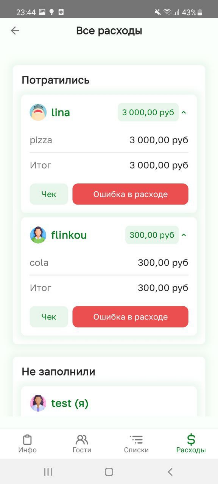 23:44 43%
Все расходы
Потратились
lina 3 000,00 руб
pizza 3 000,00 руб
Итог 3 000,00 руб
Чек Ошибка в расходе
flinkou 300,00 руб
cola 300,00 руб
Итог 300,00 руб
Чек Ошибка в расходе
Не заполнили
test (я)
Инфо Гости Списки Расходы